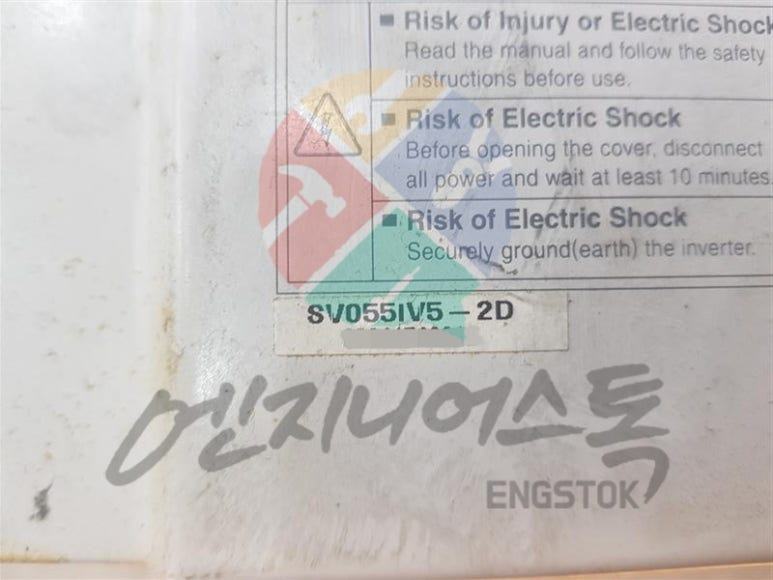 ■ Risk of Injury or Electric Shock
Read the manual and follow the safety
instructions before use.
■ Risk of Electric Shock
Before opening the cover, disconnect
all power and wait at least 10 minutes.
■ Risk of Electric Shock
Securely ground(earth) the inverter.
SV055IV5-2D
엔지니어스톡
ENGSTOK